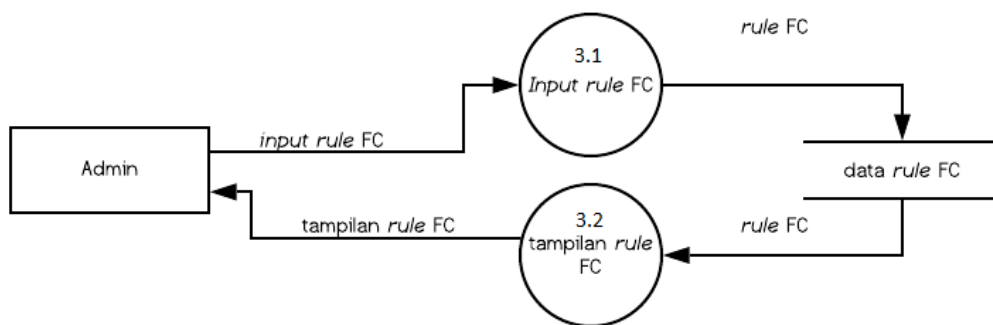 rule FC
3.1
Input rule FC
input rule FC
Admin
data rule FC
3.2
tampilan rule
FC
tampilan rule FC
rule FC